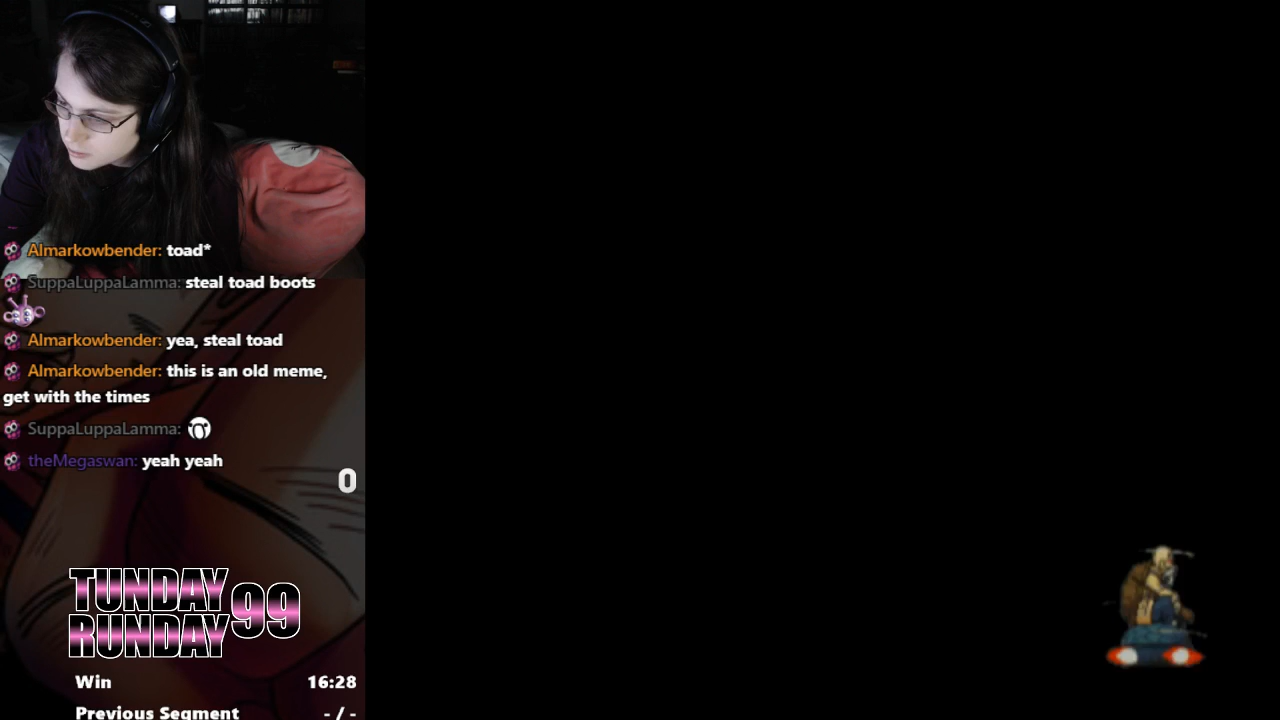 Almarkowbender: toad*
SuppaLuppaLamma: steal toad boots
Almarkowbender: yea, steal toad
Almarkowbender: this is an old meme,
get with the times
SuppaLuppaLamma:
theMegaswan: yeah yeah
0
TUNDAY
RUNDAY 99
Win 16:28
Previous Segment - / -